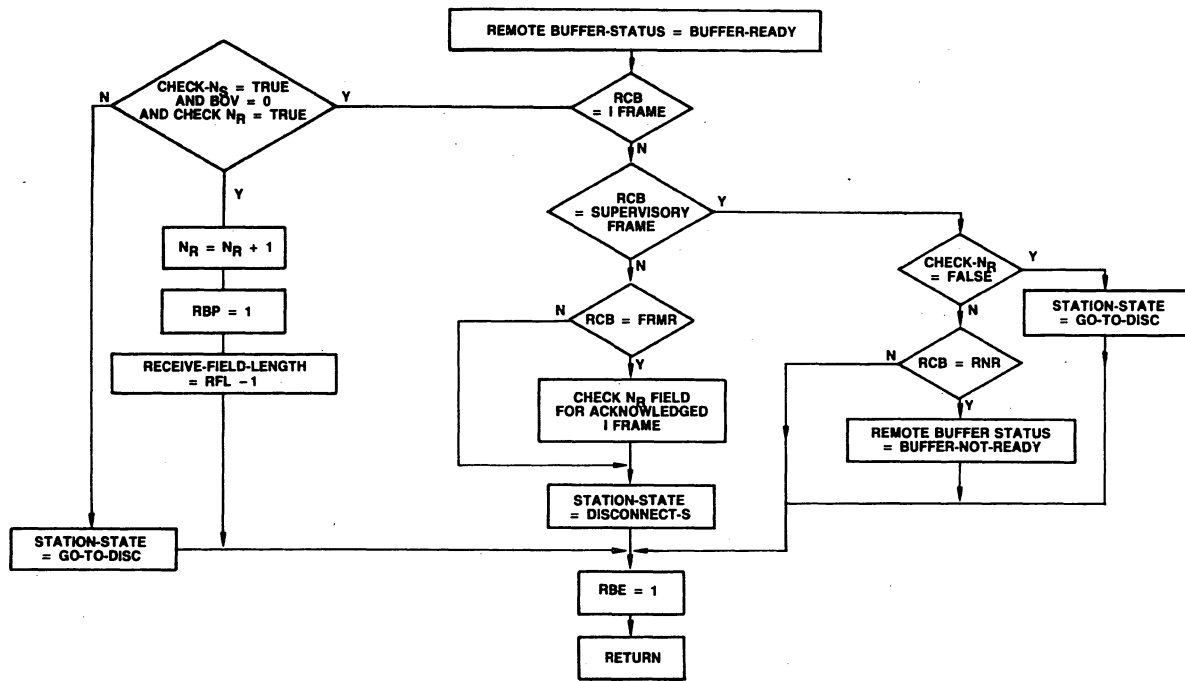 REMOTE BUFFER-STATUS = BUFFER-READY
CHECK-NS = TRUE
AND BOV = 0
AND CHECK NR = TRUE
N
Y
Y
RCB
= I FRAME
N
RCB
= SUPERVISORY
FRAME
Y
N
NR = NR + 1
RBP = 1
RECEIVE-FIELD-LENGTH
= RFL - 1
N
RCB = FRMR
Y
CHECK NR FIELD
FOR ACKNOWLEDGED
I FRAME
CHECK-NR
= FALSE
Y
N
STATION-STATE
= GO-TO-DISC
N
RCB = RNR
Y
REMOTE BUFFER STATUS
= BUFFER-NOT-READY
STATION-STATE
= DISCONNECT-S
STATION-STATE
= GO-TO-DISC
RBE = 1
RETURN